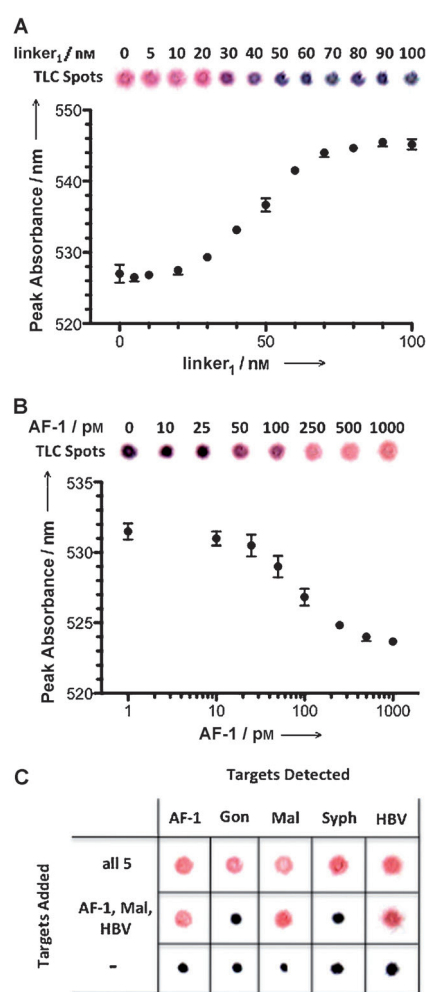 A
linker1/ nM 0 5 10 20 30 40 50 60 70 80 90 100
TLC Spots
550
540
530
520
Peak Absorbance / nm
0 50 100
linker1 / nM
B
AF-1 / pM 0 10 25 50 100 250 500 1000
TLC Spots
535
530
525
520
Peak Absorbance / nm
1 10 100 1000
AF-1 / pM
C
Targets Detected
AF-1 Gon Mal Syph HBV
Targets Added
all 5
AF-1, Mal,
HBV
-